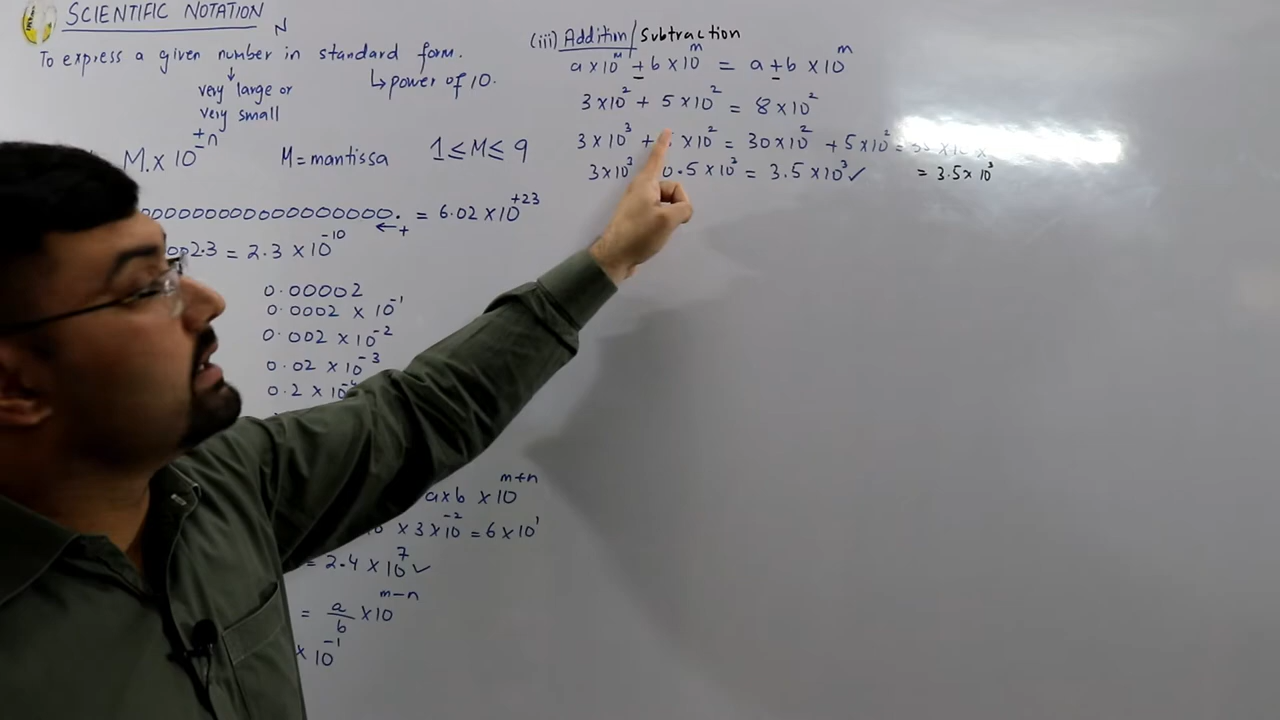 SCIENTIFIC NOTATION
N
To express a given number in standard form.
very large or
very small
↳ power of 10.
M × 10^±n
M = mantissa
1 ≤ M ≤ 9
000000000000000000. = 6.02 × 10^+23
← +
2.3 = 2.3 × 10^-10
0.00002
0.0002 × 10^-1
0.002 × 10^-2
0.02 × 10^-3
0.2 × 10
a×b × 10^m+n
× 3 × 10^-2 = 6 × 10^1
= 2.4 × 10^7 ✓
= a/b × 10^m-n
× 10^-1
(iii) Addition/Subtraction
a × 10^m + b × 10^m = a + b × 10^m
3 × 10^2 + 5 × 10^2 = 8 × 10^2
3 × 10^3 + × 10^2 = 30 × 10^2 + 5 × 10^2 =
3 × 10^3 0.5 × 10^3 = 3.5 × 10^3 ✓
= 3.5 × 10^3